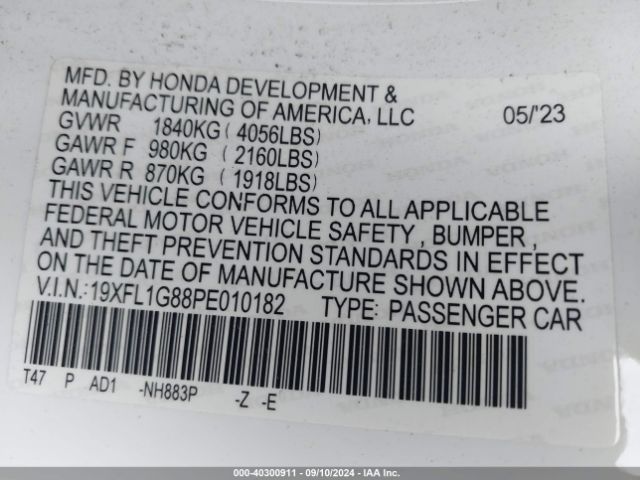 MFD. BY HONDA DEVELOPMENT &
MANUFACTURING OF AMERICA, LLC 05/'23
GVWR 1840KG ( 4056LBS)
GAWR F 980KG ( 2160LBS)
GAWR R 870KG ( 1918LBS)
THIS VEHICLE CONFORMS TO ALL APPLICABLE
FEDERAL MOTOR VEHICLE SAFETY , BUMPER ,
AND THEFT PREVENTION STANDARDS IN EFFECT
ON THE DATE OF MANUFACTURE SHOWN ABOVE.
V.I.N.:19XFL1G88PE010182 TYPE: PASSENGER CAR
T47 P AD1 -NH883P -Z -E
000-40300911 - 09/10/2024 - IAA Inc.